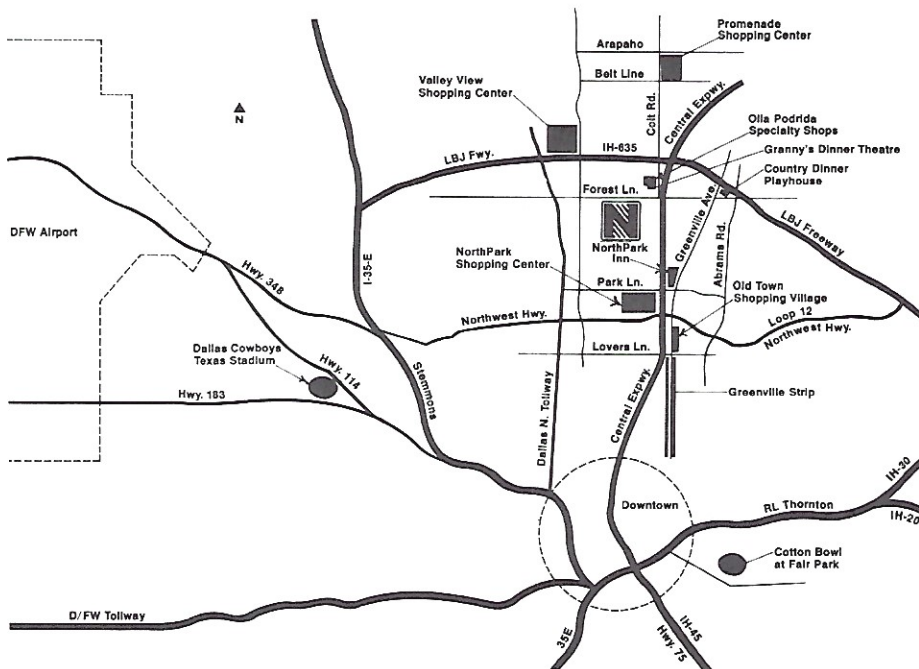 Promenade
Shopping Center
Arapaho
Belt Line
Valley View
Shopping Center
Coit Rd.
Central Expwy.
N
Olla Podrida
Specialty Shops
LBJ Fwy.
IH-635
Granny's Dinner Theatre
Country Dinner
Playhouse
Forest Ln.
N
Greenville Ave.
LBJ Freeway
DFW Airport
NorthPark
Inn
NorthPark
Shopping Center
Abrams Rd.
Hwy. 348
I-35-E
Park Ln.
Old Town
Shopping Village
Northwest Hwy.
Loop 12
Northwest Hwy.
Lovers Ln.
Dallas Cowboys
Texas Stadium
Hwy. 114
Hwy. 183
Stemmons
Dallas N. Tollway
Central Expwy.
Greenville Strip
Downtown
RL Thornton
IH-30
IH-20
Cotton Bowl
at Fair Park
D/FW Tollway
35E
IH-45
Hwy. 75